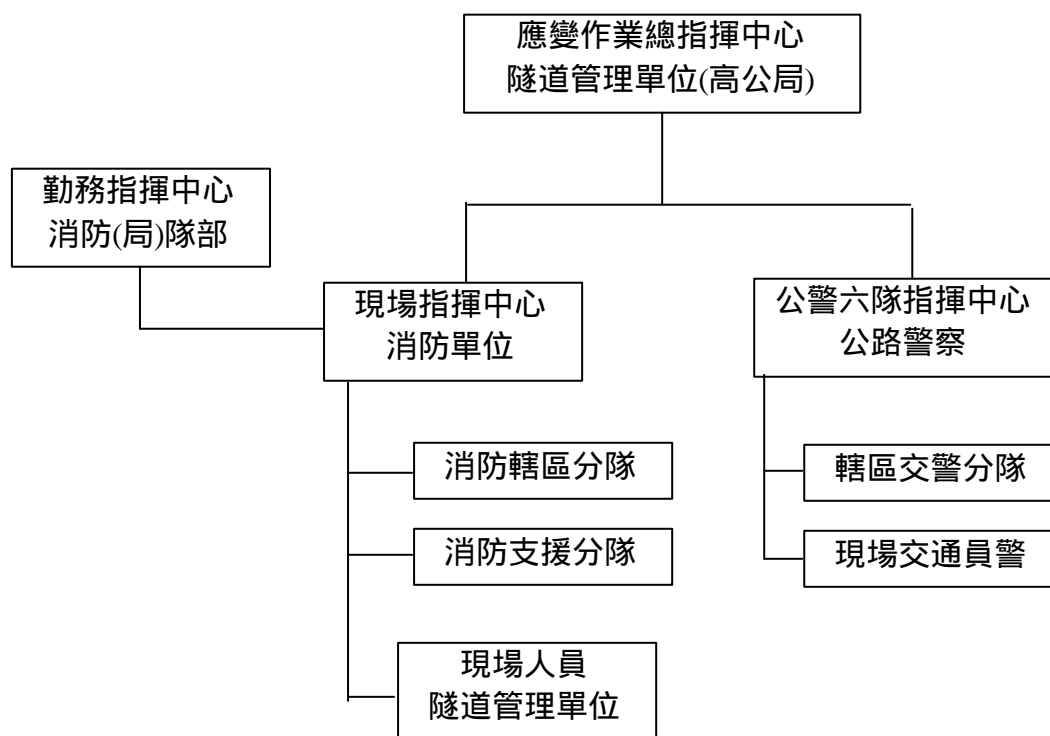 應變作業總指揮中心
隧道管理單位(高公局)
勤務指揮中心
消防(局)隊部
現場指揮中心
消防單位
公警六隊指揮中心
公路警察
消防轄區分隊
轄區交警分隊
消防支援分隊
現場交通員警
現場人員
隧道管理單位